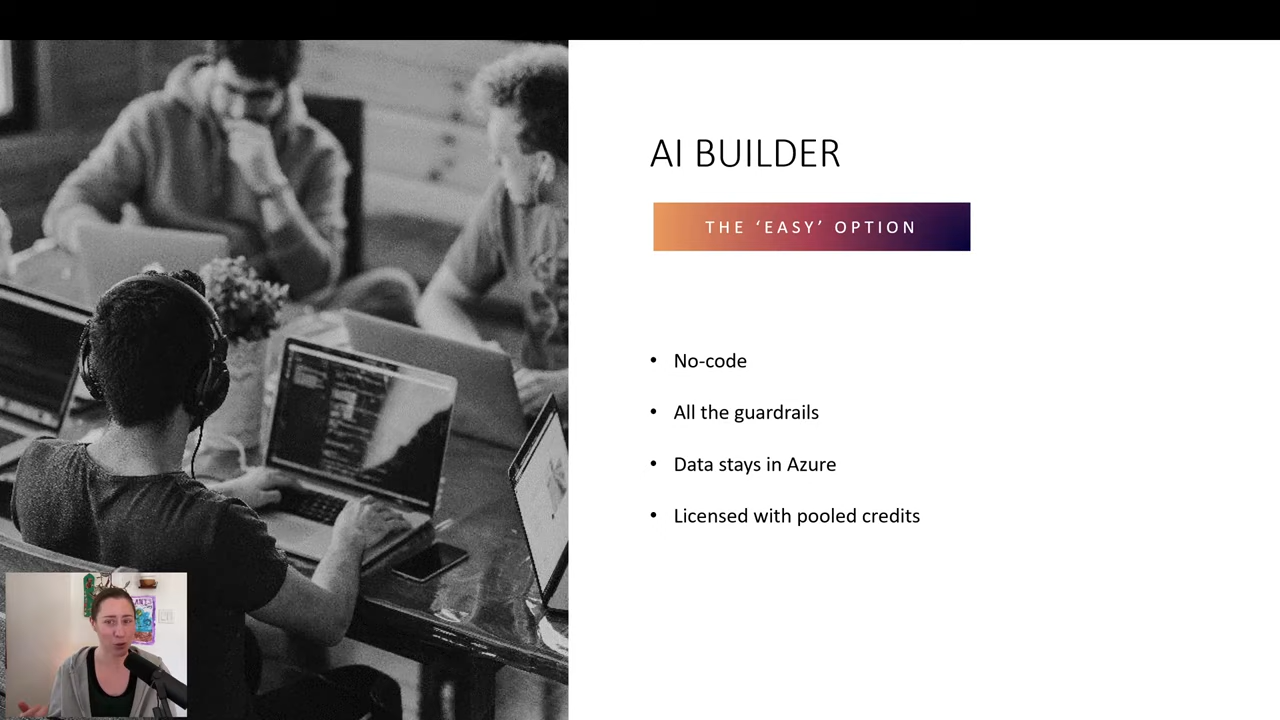 AI BUILDER
THE ‘EASY’ OPTION
• No-code
• All the guardrails
• Data stays in Azure
• Licensed with pooled credits